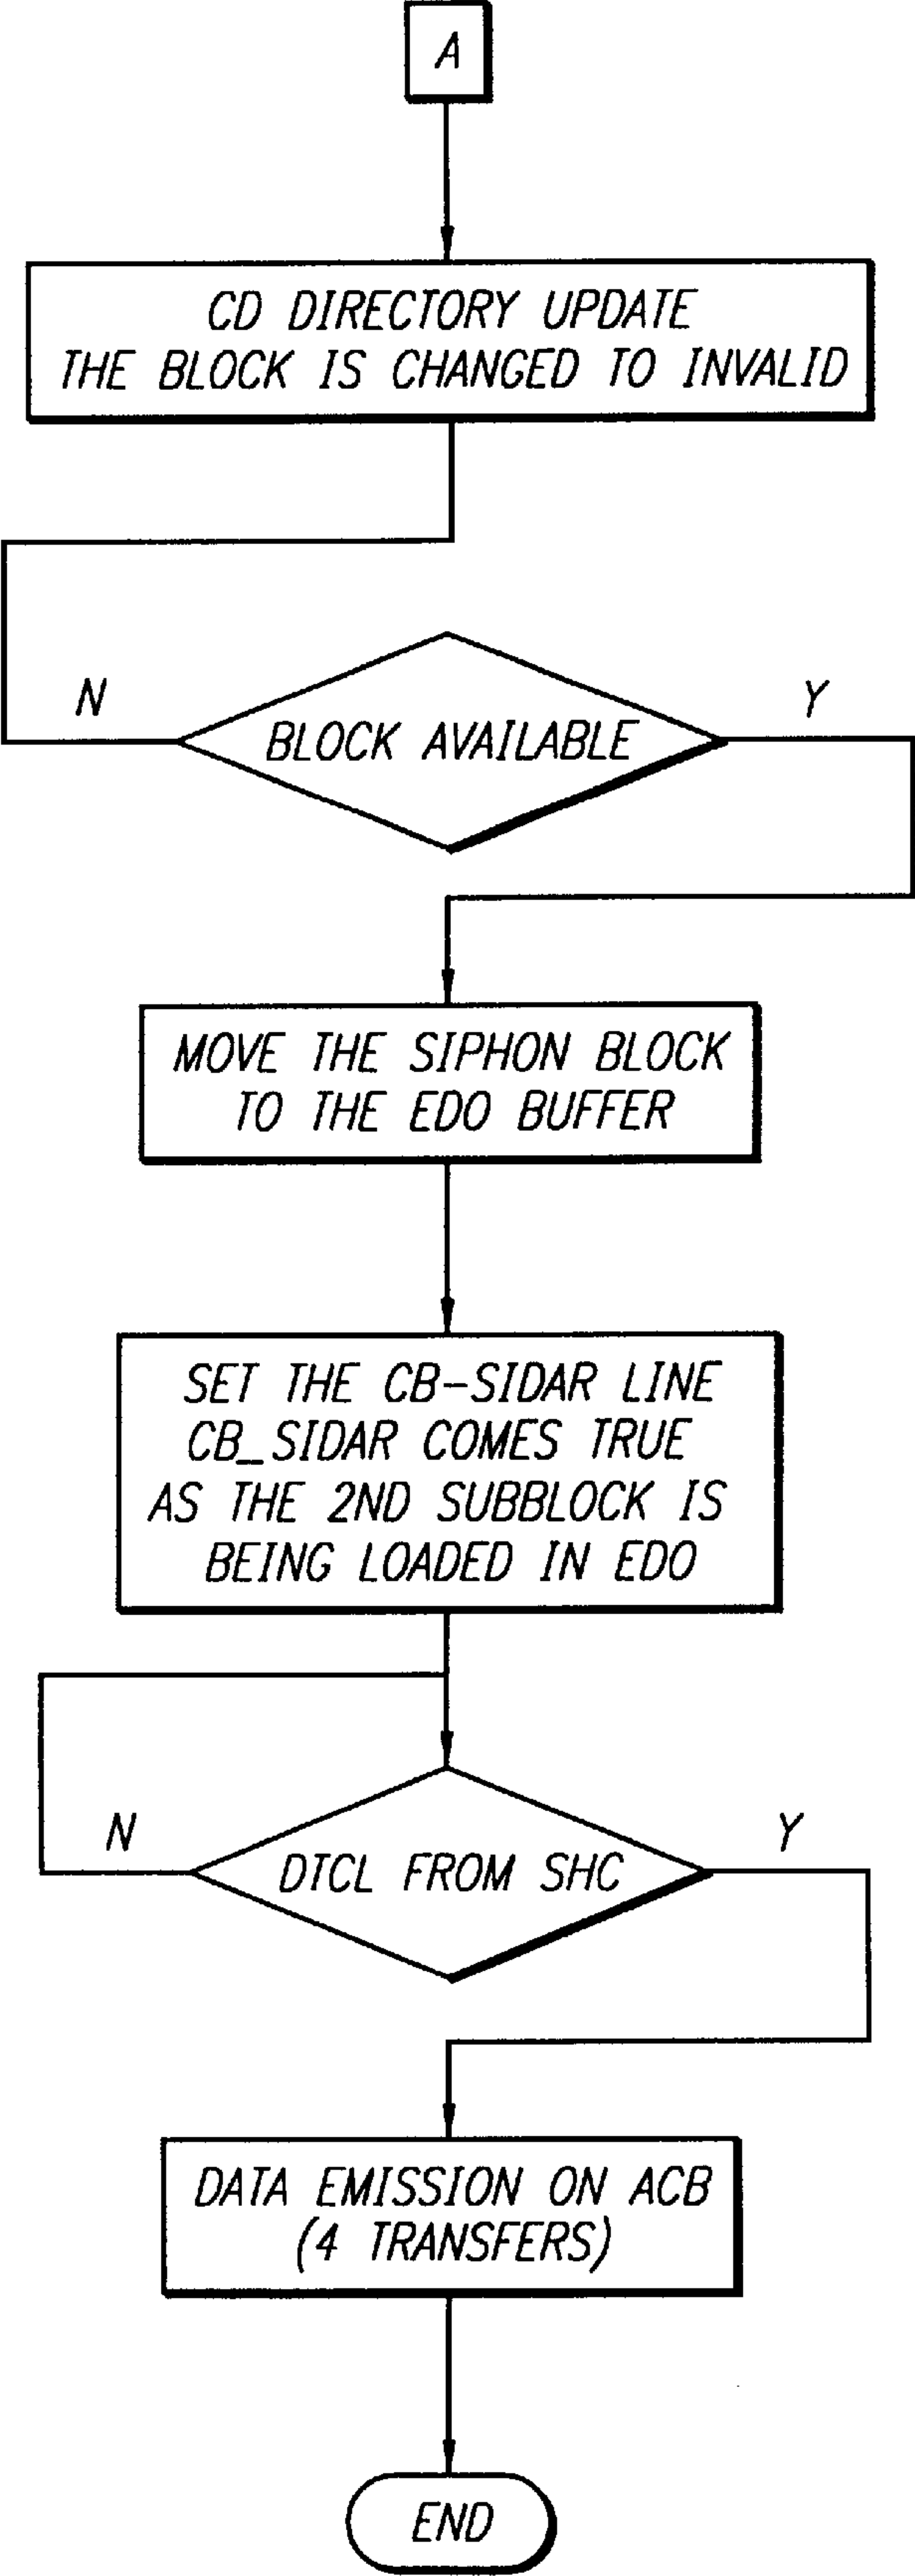 A
CD DIRECTORY UPDATE
THE BLOCK IS CHANGED TO INVALID
N
Y
BLOCK AVAILABLE
MOVE THE SIPHON BLOCK
TO THE EDO BUFFER
SET THE CB-SIDAR LINE
CB_SIDAR COMES TRUE
AS THE 2ND SUBBLOCK IS
BEING LOADED IN EDO
N
Y
DTCL FROM SHC
DATA EMISSION ON ACB
(4 TRANSFERS)
END